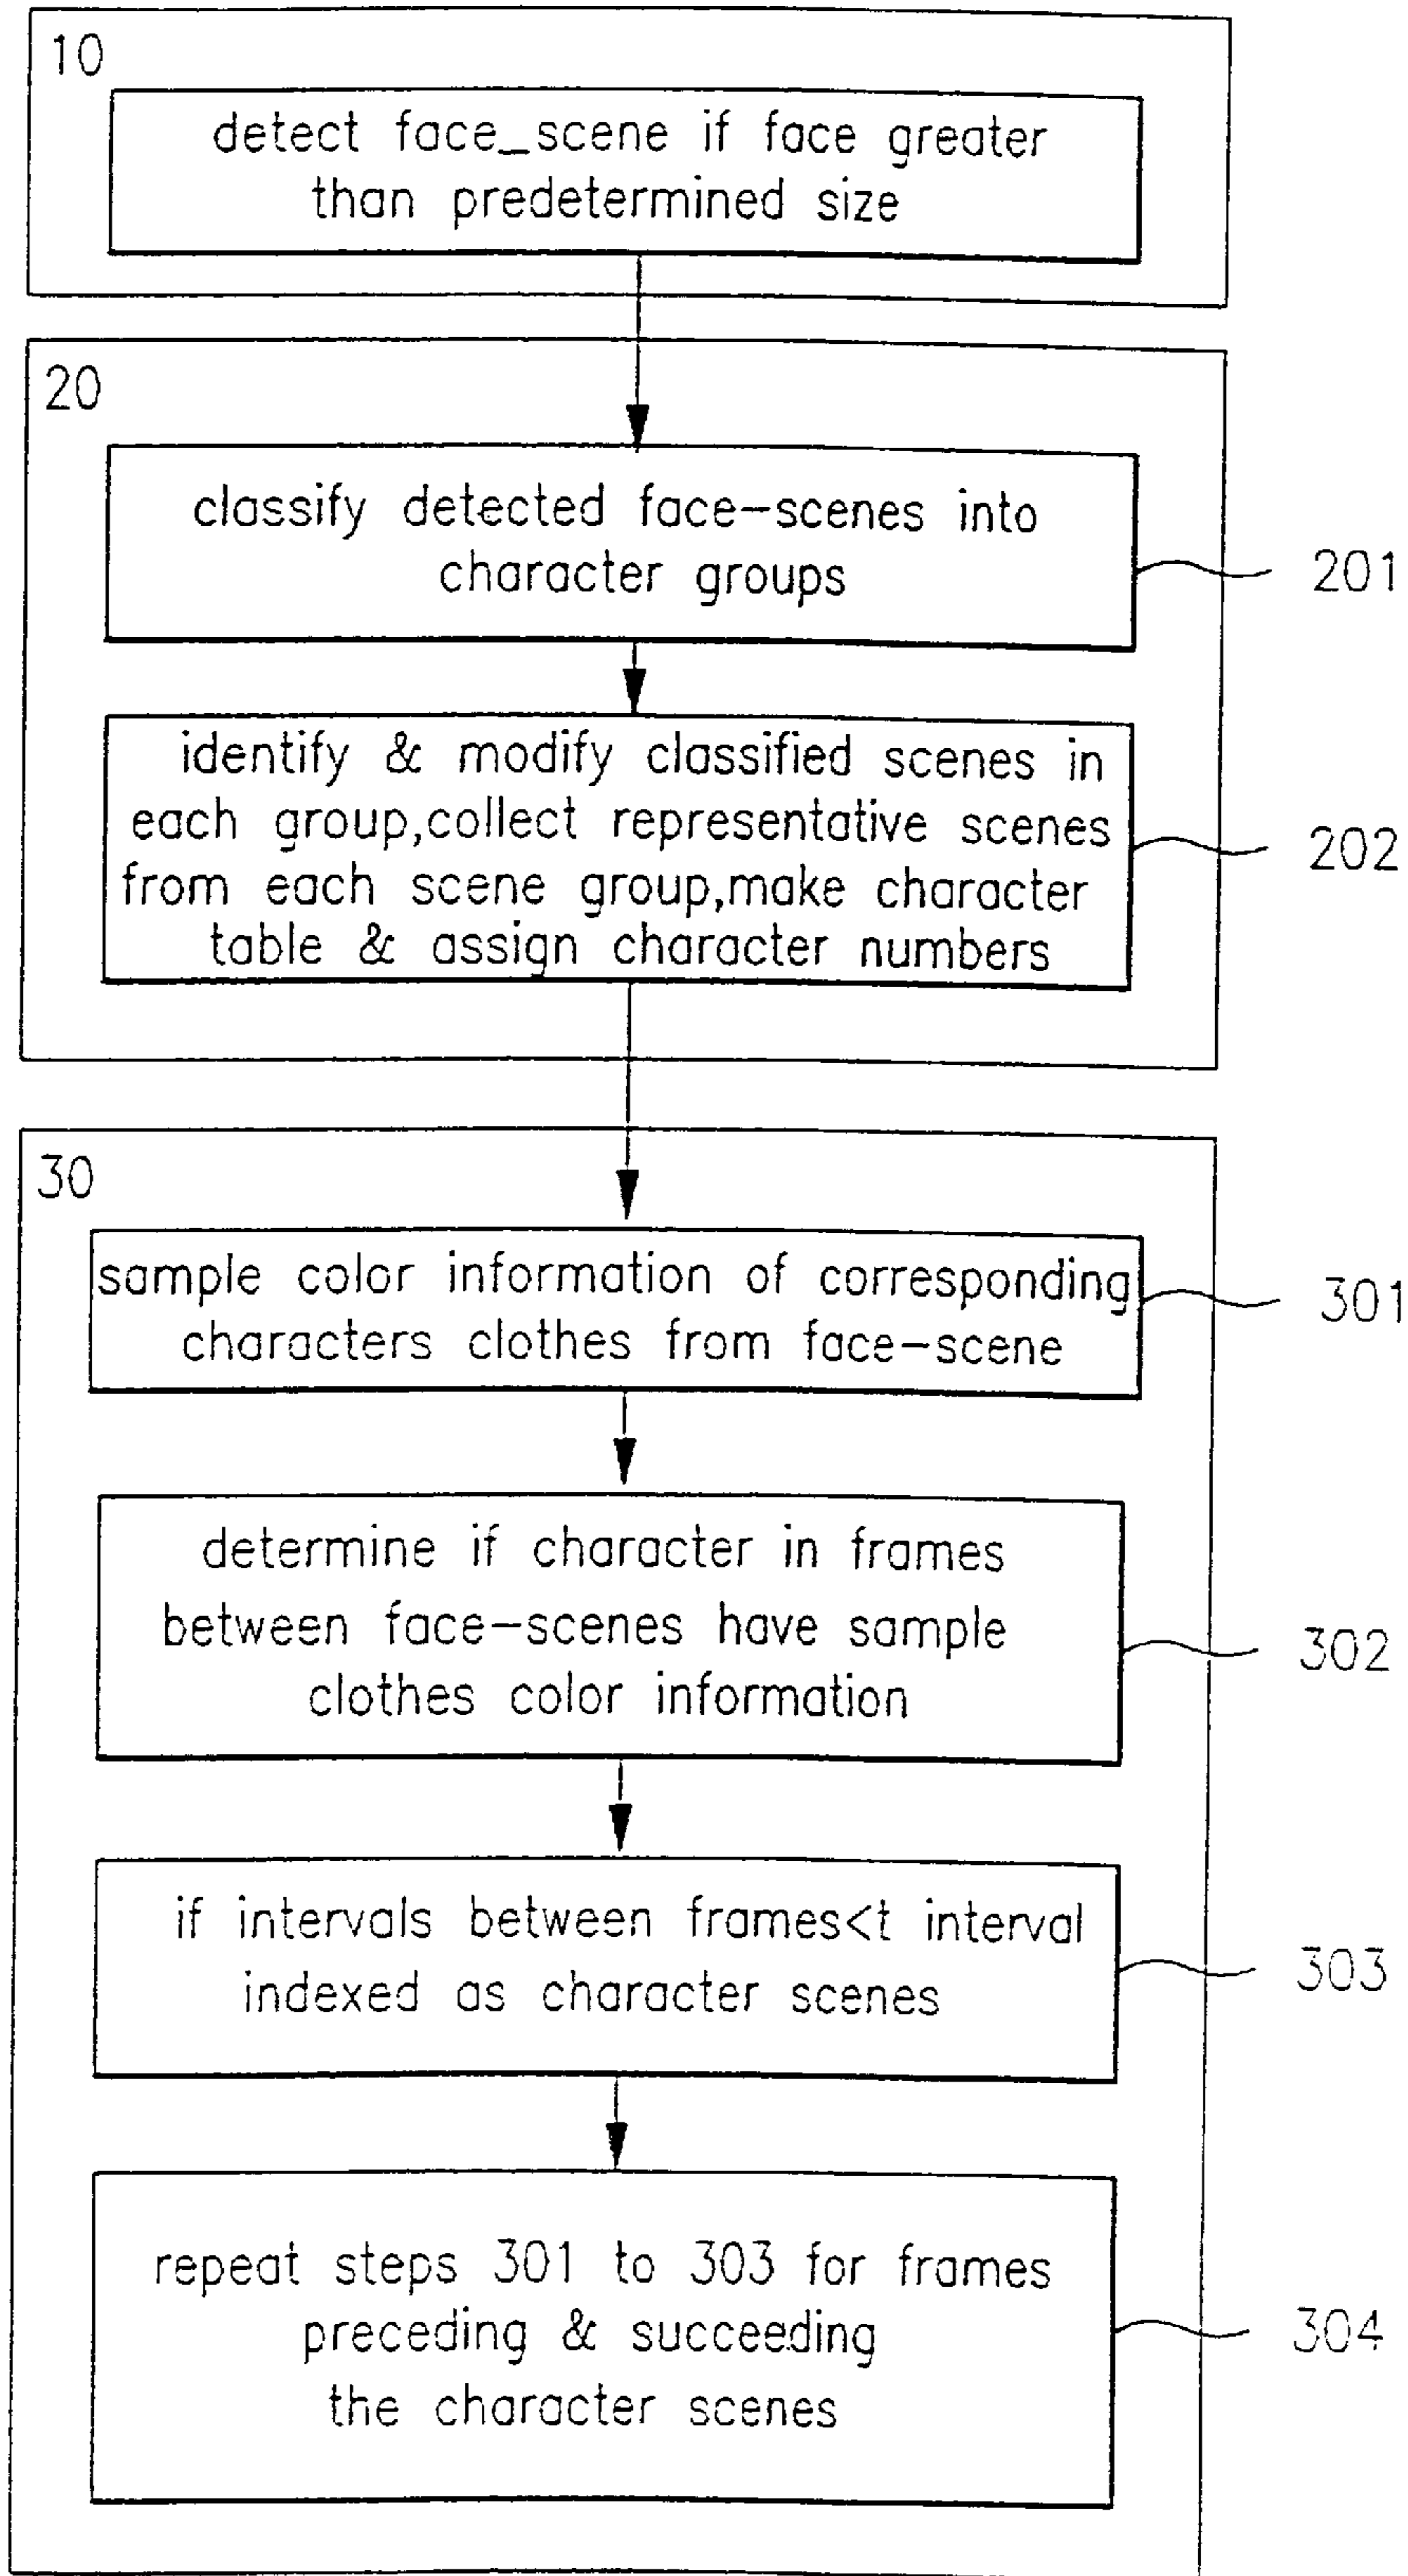 10
detect face_scene if face greater
than predetermined size
20
classify detected face-scenes into
character groups
201
identify & modify classified scenes in
each group,collect representative scenes
from each scene group,make character
table & assign character numbers
202
30
sample color information of corresponding
characters clothes from face-scene
301
determine if character in frames
between face-scenes have sample
clothes color information
302
if intervals between frames<t interval
indexed as character scenes
303
repeat steps 301 to 303 for frames
preceding & succeeding
the character scenes
304